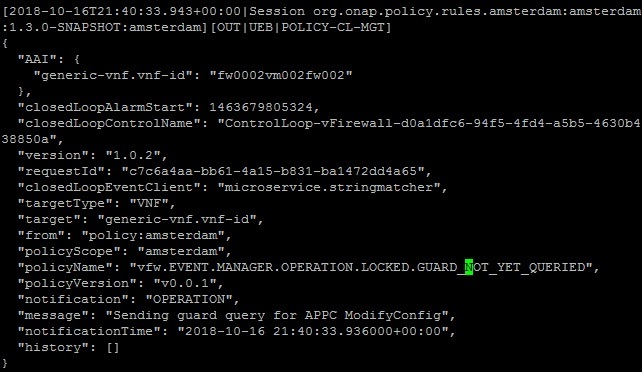 [2018-10-16T21:40:33.943+00:00|Session org.onap.policy.rules.amsterdam:amsterdam
:1.3.0-SNAPSHOT:amsterdam][OUT|UEB|POLICY-CL-MGT]
{
  "AAI": {
    "generic-vnf.vnf-id": "fw0002vm002fw002"
  },
  "closedLoopAlarmStart": 1463679805324,
  "closedLoopControlName": "ControlLoop-vFirewall-d0a1dfc6-94f5-4fd4-a5b5-4630b4
38850a",
  "version": "1.0.2",
  "requestId": "c7c6a4aa-bb61-4a15-b831-ba1472dd4a65",
  "closedLoopEventClient": "microservice.stringmatcher",
  "targetType": "VNF",
  "target": "generic-vnf.vnf-id",
  "from": "policy:amsterdam",
  "policyScope": "amsterdam",
  "policyName": "vfw.EVENT.MANAGER.OPERATION.LOCKED.GUARD_NOT_YET_QUERIED",
  "policyVersion": "v0.0.1",
  "notification": "OPERATION",
  "message": "Sending guard query for APPC ModifyConfig",
  "notificationTime": "2018-10-16 21:40:33.936000+00:00",
  "history": []
}